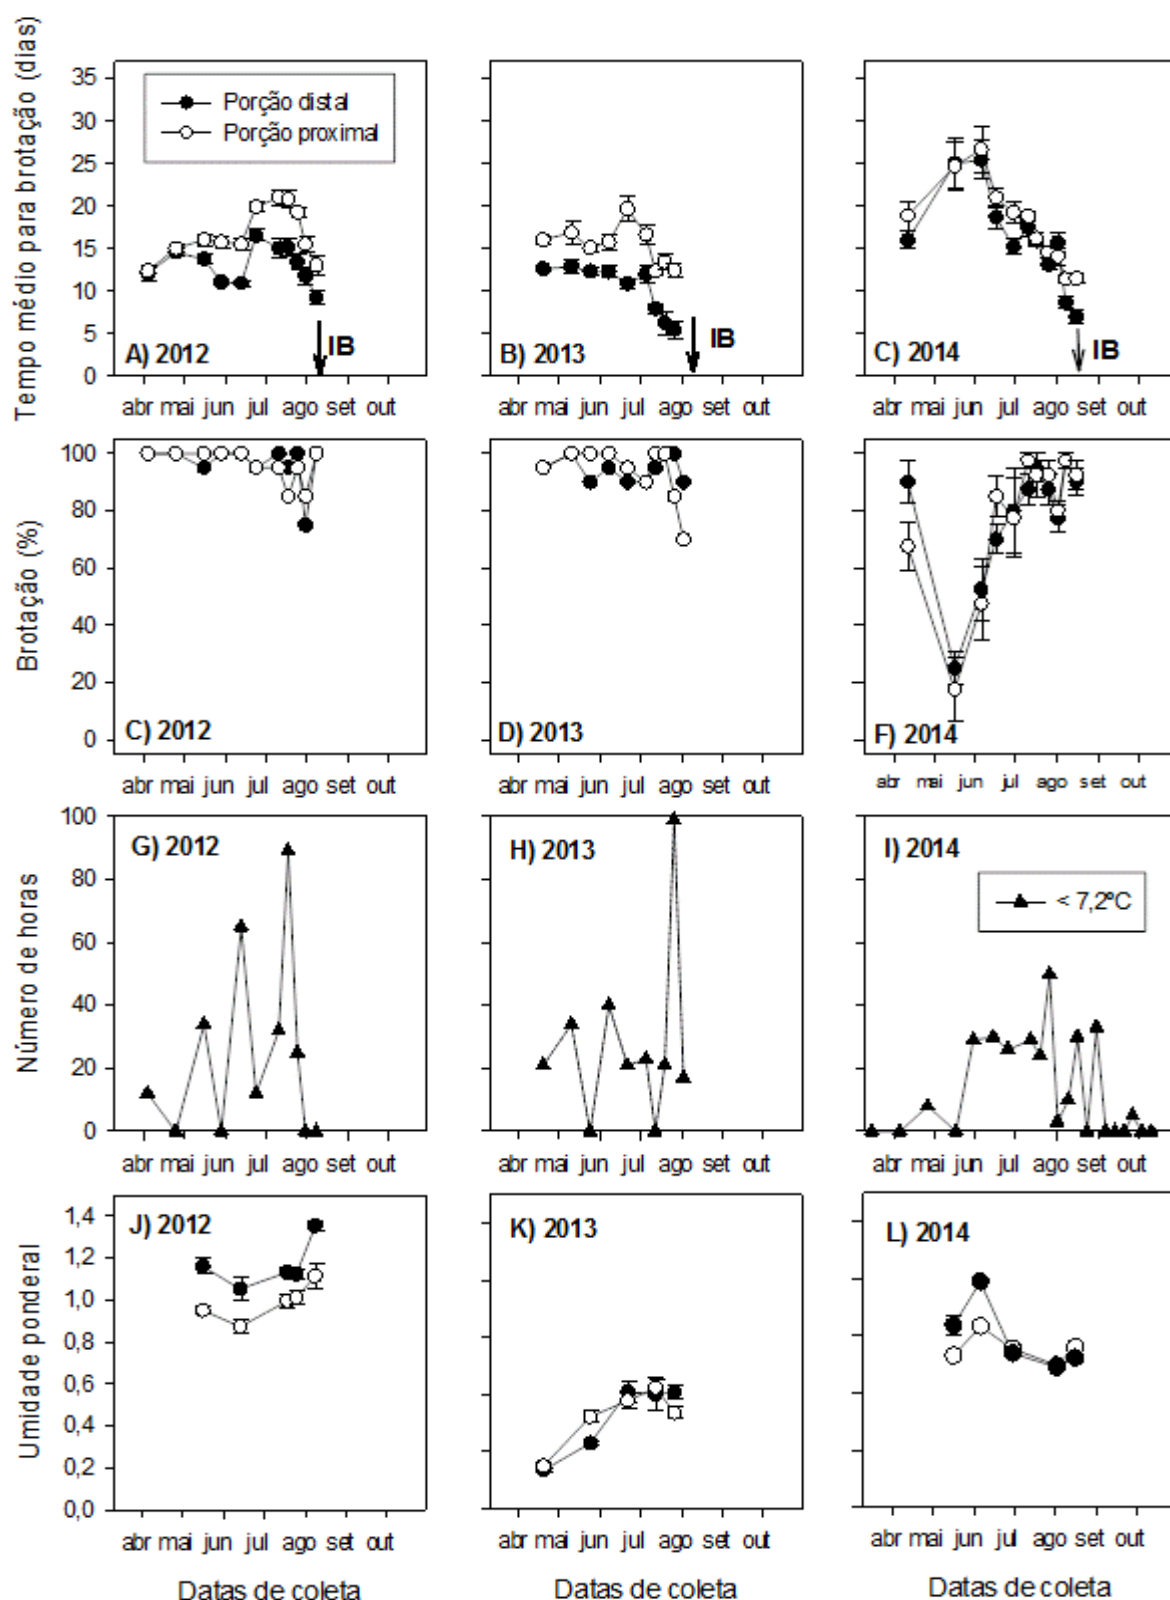 Tempo médio para brotação (dias)
35
30
25
20
15
10
5
0
Porção distal
Porção proximal
A) 2012
IB
abr mai jun jul ago set out
B) 2013
IB
abr mai jun jul ago set out
C) 2014
IB
abr mai jun jul ago set out
Brotação (%)
100
80
60
40
20
0
C) 2012
abr mai jun jul ago set out
D) 2013
abr mai jun jul ago set out
F) 2014
abr mai jun jul ago set out
Número de horas
100
80
60
40
20
0
G) 2012
abr mai jun jul ago set out
H) 2013
abr mai jun jul ago set out
I) 2014
< 7,2ºC
abr mai jun jul ago set out
Umidade ponderal
1,4
1,2
1,0
0,8
0,6
0,4
0,2
0,0
J) 2012
abr mai jun jul ago set out
Datas de coleta
K) 2013
abr mai jun jul ago set out
Datas de coleta
L) 2014
abr mai jun jul ago set out
Datas de coleta